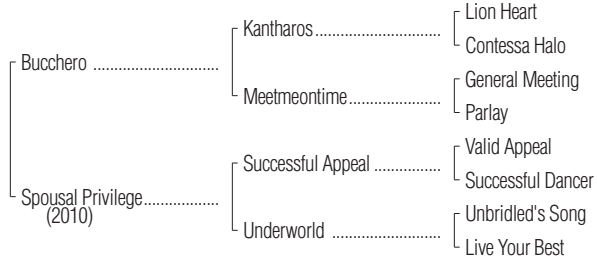 Lion Heart
Kantharos
Contessa Halo
Bucchero
General Meeting
Meetmeontime
Parlay
Valid Appeal
Successful Appeal
Successful Dancer
Spousal Privilege
(2010)
Unbridled's Song
Underworld
Live Your Best